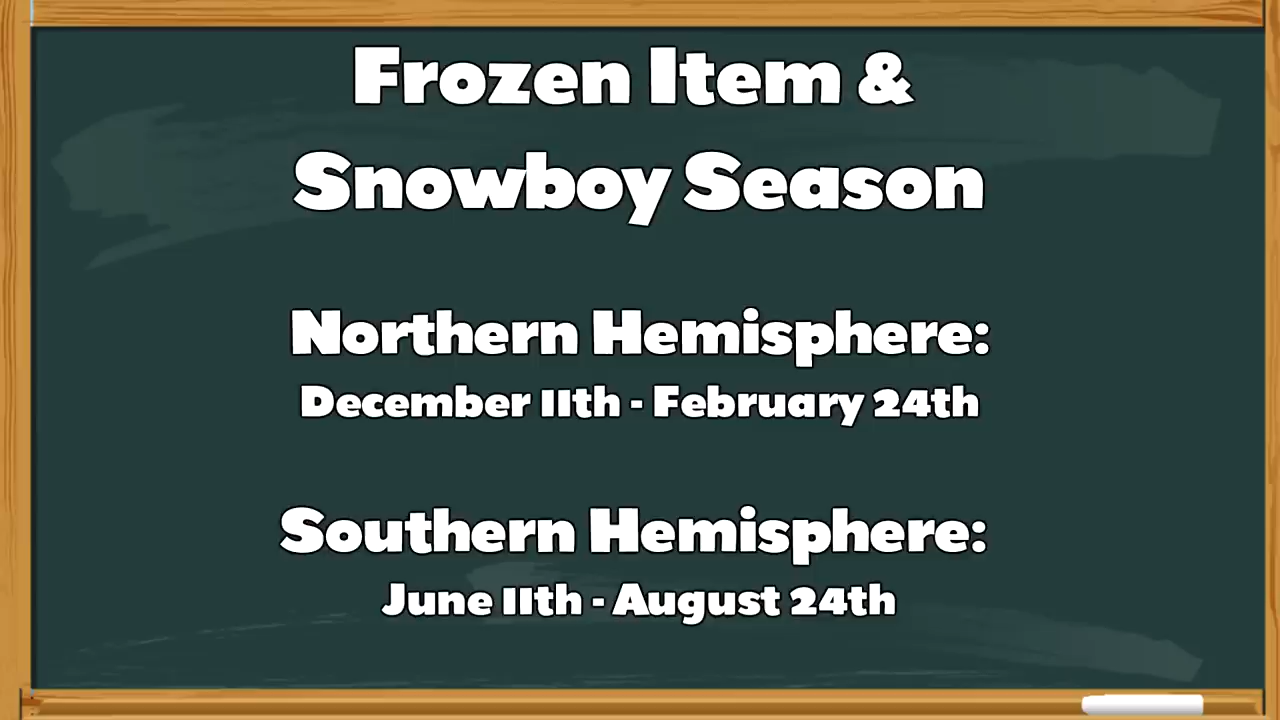 Frozen Item &
Snowboy Season
Northern Hemisphere:
December 11th - February 24th
Southern Hemisphere:
June 11th - August 24th